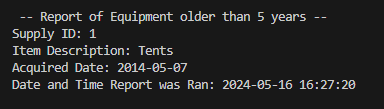 -- Report of Equipment older than 5 years --
Supply ID: 1
Item Description: Tents
Acquired Date: 2014-05-07
Date and Time Report was Ran: 2024-05-16 16:27:20